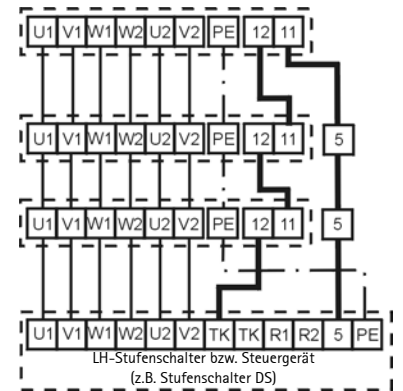 U1 V1 W1 W2 U2 V2 PE 12 11
U1 V1 W1 W2 U2 V2 PE 12 11 5
U1 V1 W1 W2 U2 V2 PE 12 11 5
U1 V1 W1 W2 U2 V2 TK TK R1 R2 5 PE
LH-Stufenschalter bzw. Steuergerät
(z.B. Stufenschalter DS)